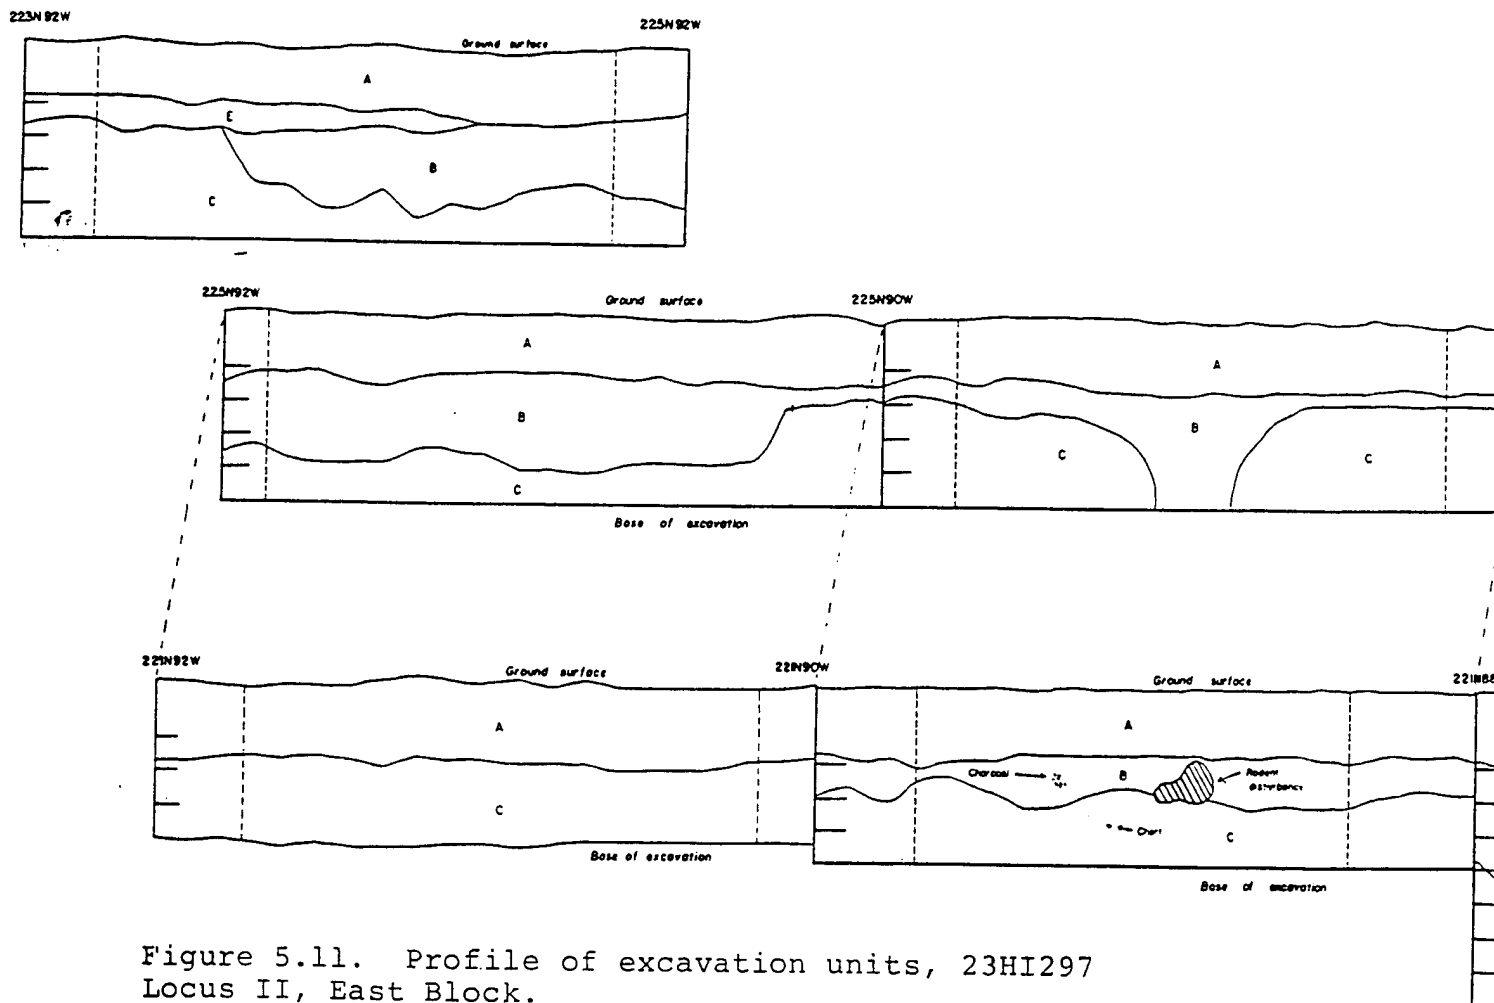 223N92W
225N92W
Ground surface
A
E
B
C
225N92W
Ground surface
225N90W
A
A
B
B
C
C
C
Base of excavation
221N92W
Ground surface
221N90W
Ground surface
221N88
A
A
Charcoal
B
Rodent
disturbance
C
Chert
C
Base of excavation
Base of excavation
Figure 5.11. Profile of excavation units, 23HI297
Locus II, East Block.